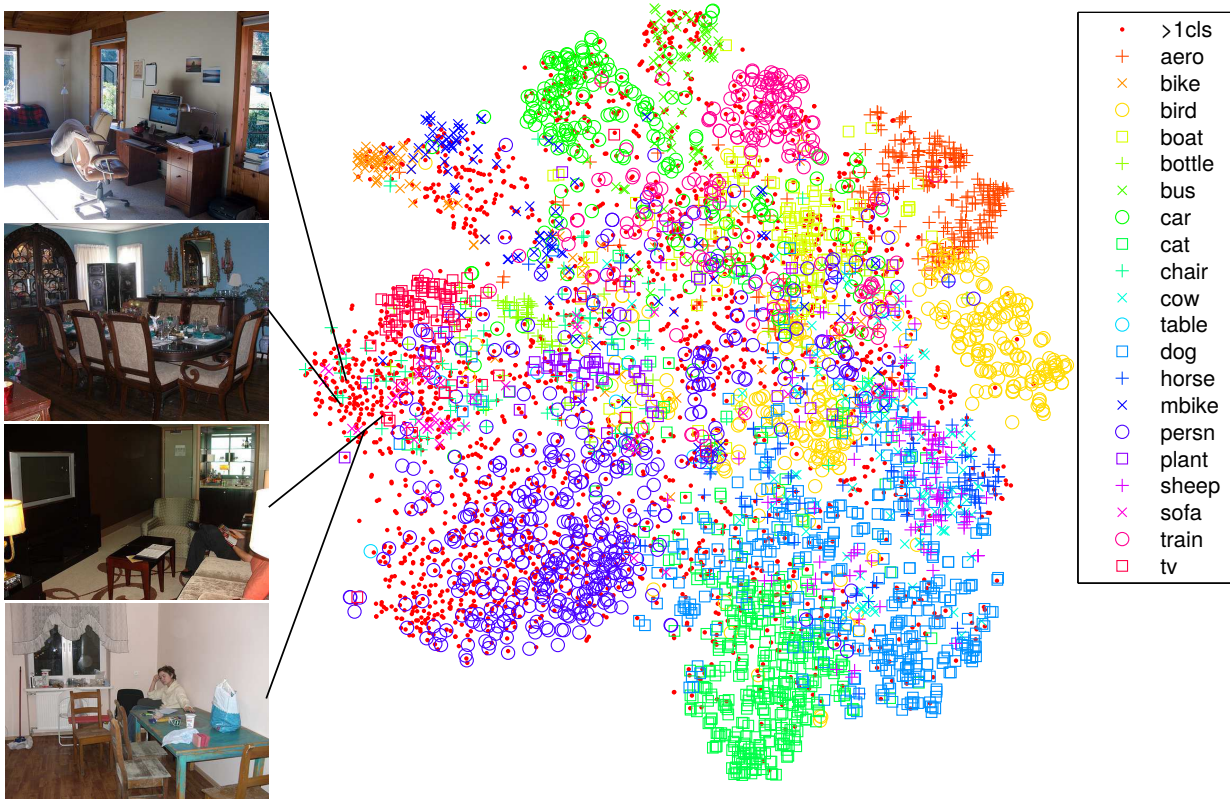 >1cls
aero
bike
bird
boat
bottle
bus
car
cat
chair
cow
table
dog
horse
mbike
persn
plant
sheep
sofa
train
tv